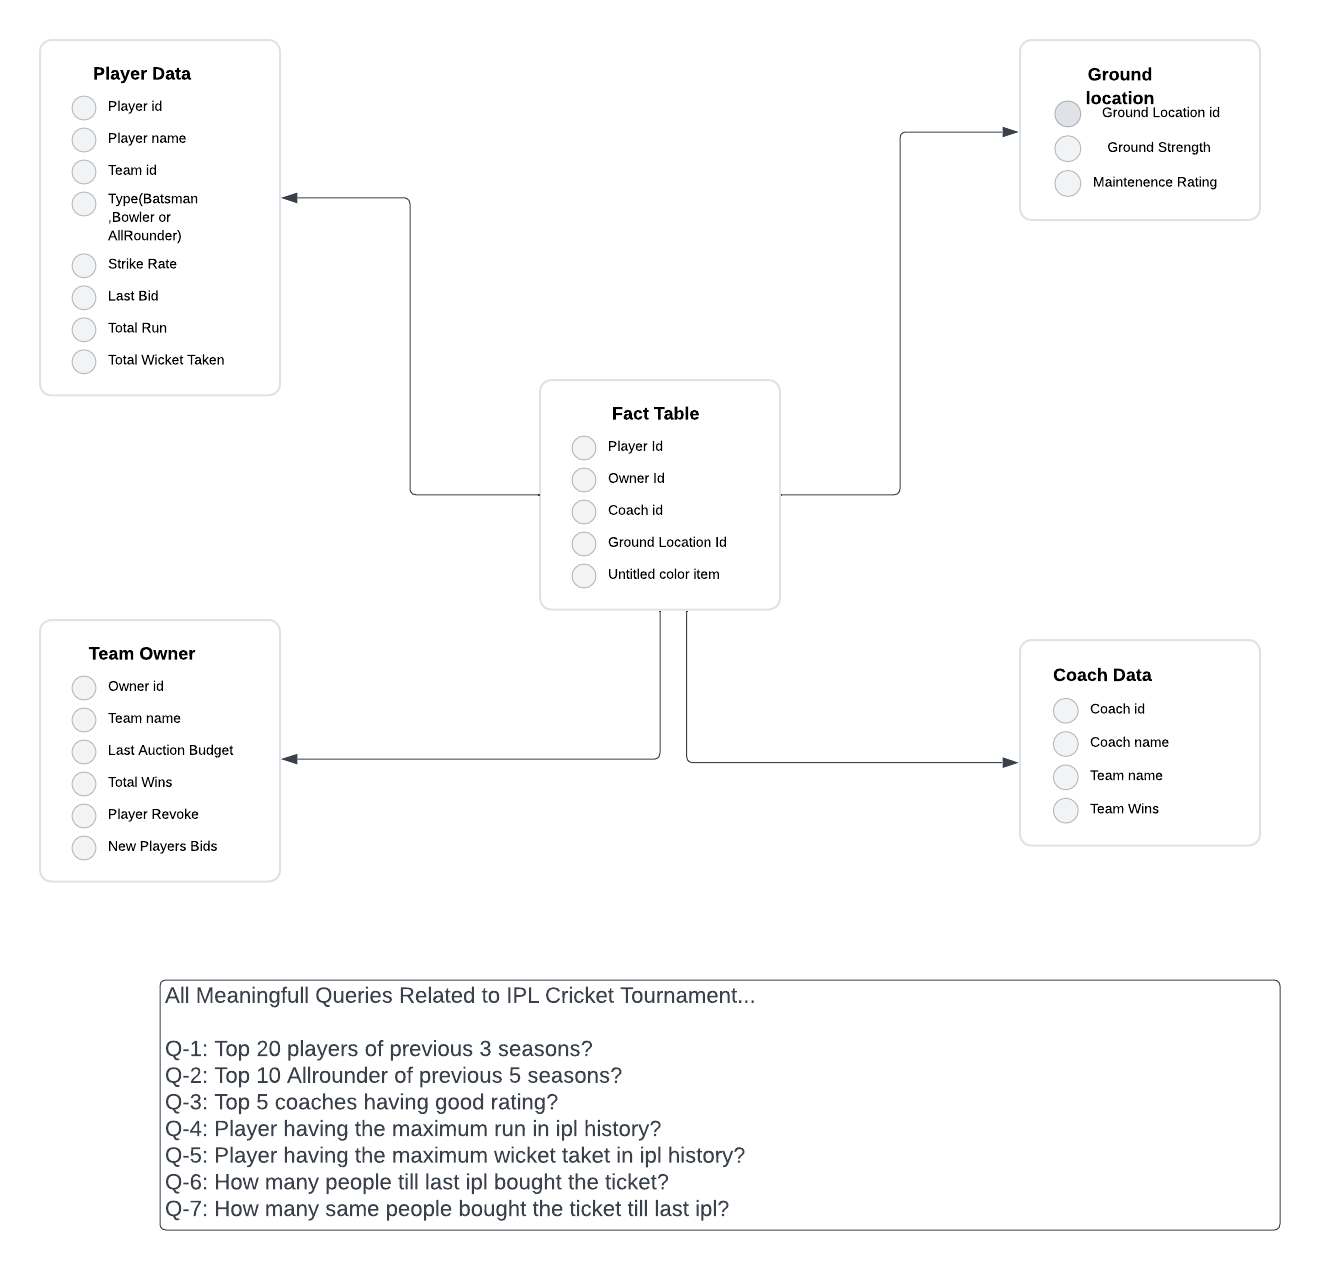 Player Data
Player id
Player name
Team id
Type(Batsman
,Bowler or
AllRounder)
Strike Rate
Last Bid
Total Run
Total Wicket Taken
Ground
location
Ground Location id
Ground Strength
Maintenence Rating
Fact Table
Player Id
Owner Id
Coach id
Ground Location Id
Untitled color item
Team Owner
Owner id
Team name
Last Auction Budget
Total Wins
Player Revoke
New Players Bids
Coach Data
Coach id
Coach name
Team name
Team Wins
All Meaningfull Queries Related to IPL Cricket Tournament...
Q-1: Top 20 players of previous 3 seasons?
Q-2: Top 10 Allrounder of previous 5 seasons?
Q-3: Top 5 coaches having good rating?
Q-4: Player having the maximum run in ipl history?
Q-5: Player having the maximum wicket taket in ipl history?
Q-6: How many people till last ipl bought the ticket?
Q-7: How many same people bought the ticket till last ipl?